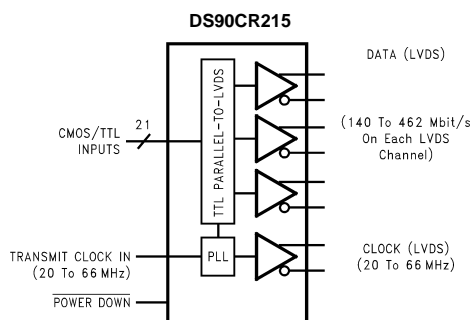 DS90CR215
DATA (LVDS)
CMOS/TTL
INPUTS
21
TTL PARALLEL-TO-LVDS
(140 To 462 Mbit/s
On Each LVDS
Channel)
TRANSMIT CLOCK IN
(20 To 66 MHz)
PLL
CLOCK (LVDS)
(20 To 66 MHz)
POWER DOWN